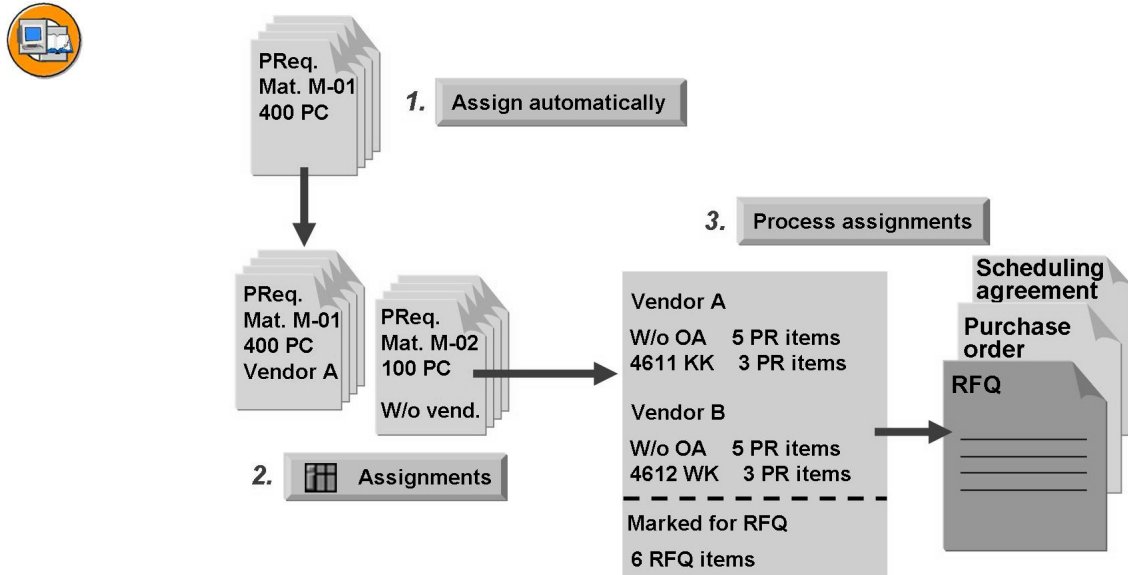 PReq.
Mat. M-01
400 PC
1. Assign automatically
PReq.
Mat. M-01
400 PC
Vendor A
PReq.
Mat. M-02
100 PC
W/o vend.
2. Assignments
3. Process assignments
Vendor A
W/o OA 5 PR items
4611 KK 3 PR items
Vendor B
W/o OA 5 PR items
4612 WK 3 PR items
Marked for RFQ
6 RFQ items
Scheduling
agreement
Purchase
order
RFQ